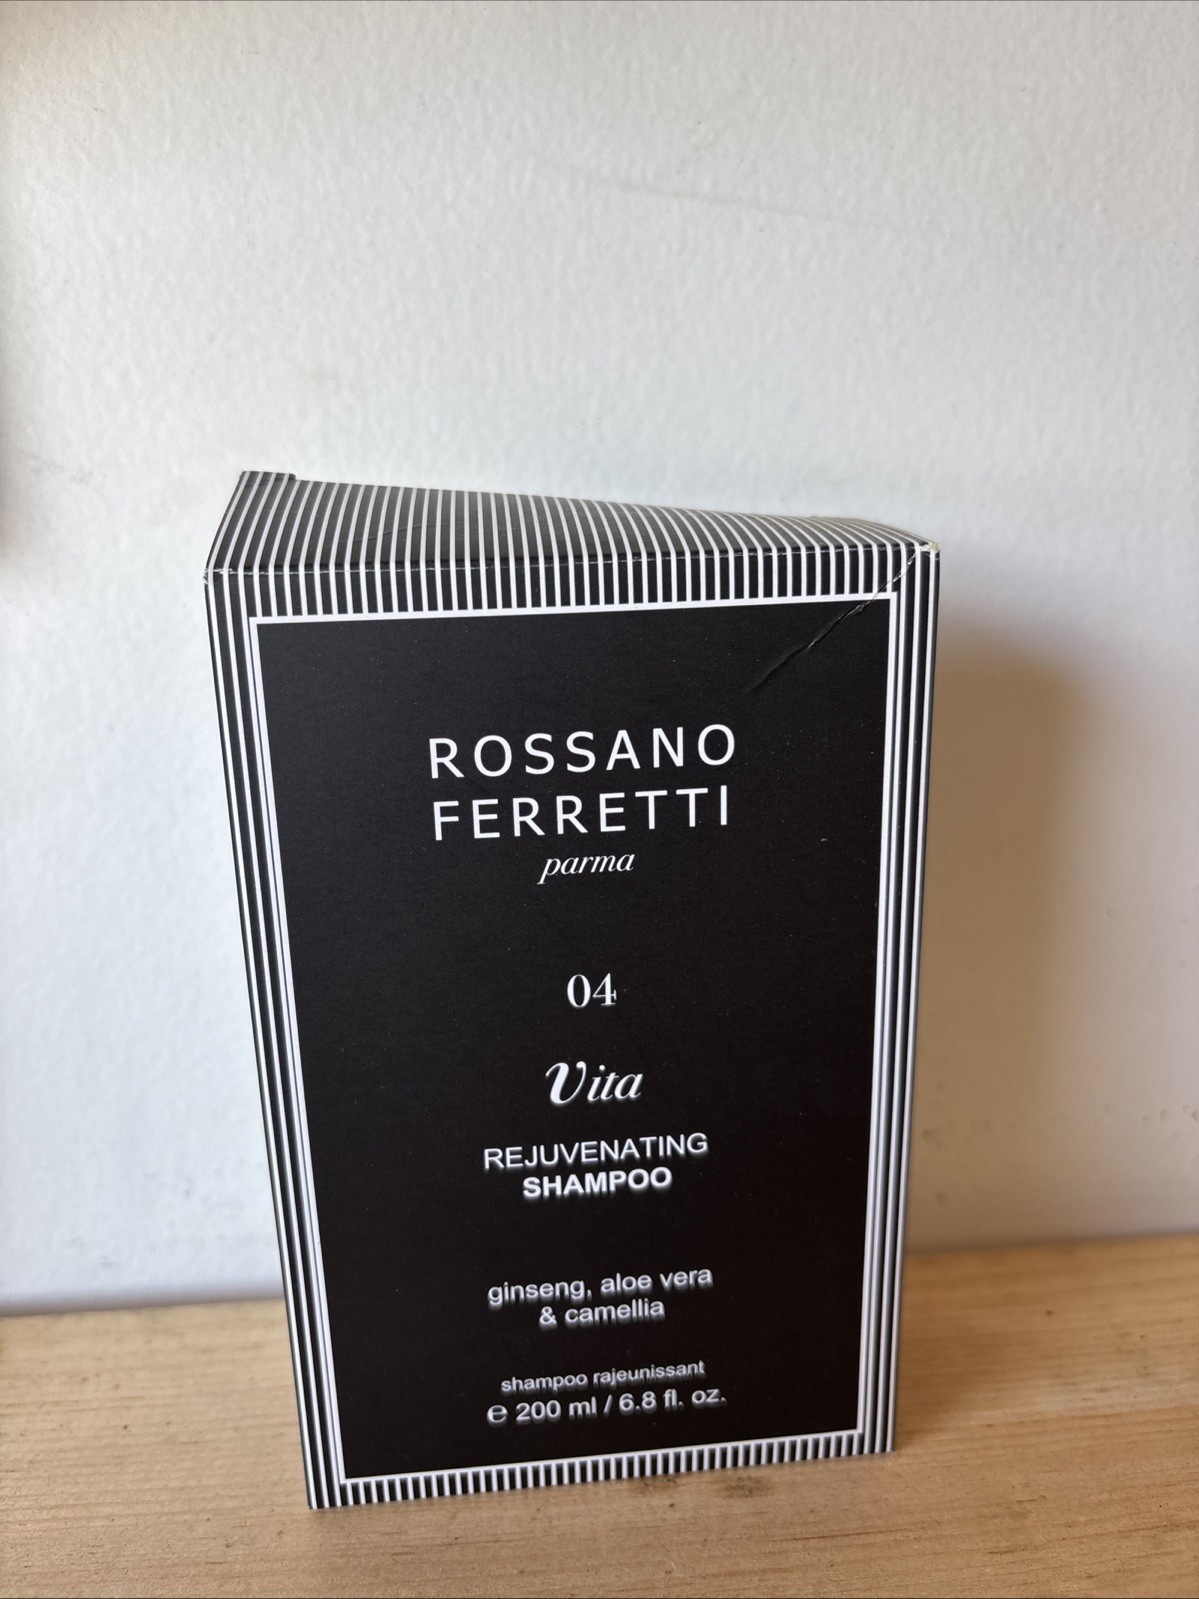 ROSSANO
FERRETTI
parma
04
Vita
REJUVENATING
SHAMPOO
ginseng, aloe vera
& camellia
shampoo rajeunissant
℮ 200 ml / 6.8 fl. oz.